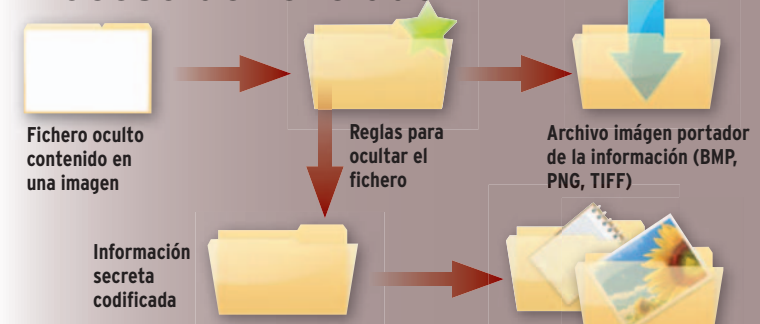 Fichero oculto
contenido en
una imagen
Reglas para
ocultar el
fichero
Archivo imágen portador
de la información (BMP,
PNG, TIFF)
Información
secreta
codificada